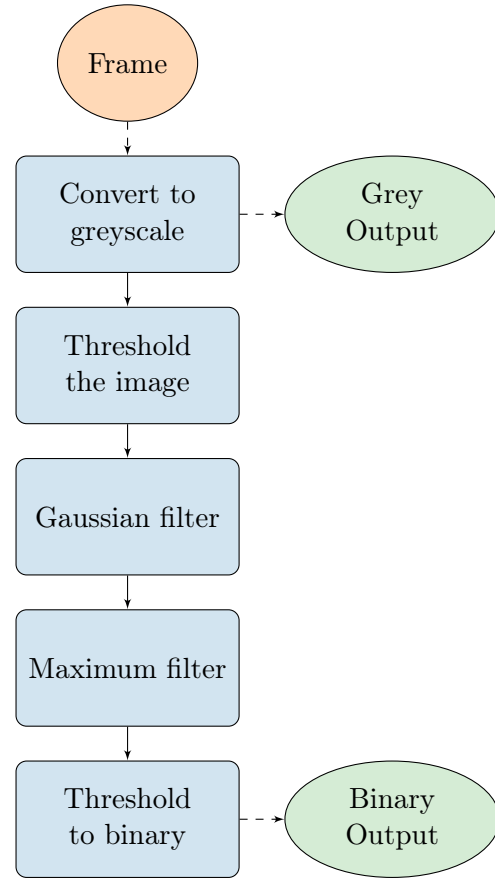 Frame
Convert to
greyscale
Grey
Output
Threshold
the image
Gaussian filter
Maximum filter
Threshold
to binary
Binary
Output